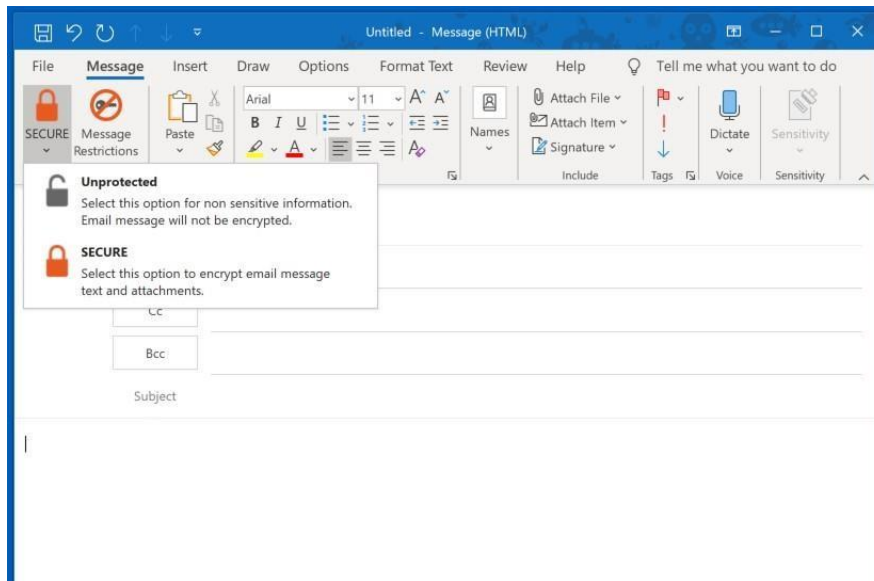 Untitled - Message (HTML)
File Message Insert Draw Options Format Text Review Help Tell me what you want to do
SECURE
Message Restrictions
Paste
Arial 11 A A
B I U A A
Names
Attach File
Attach Item
Signature
Dictate
Sensitivity
Include Tags Voice Sensitivity
Unprotected
Select this option for non sensitive information.
Email message will not be encrypted.
SECURE
Select this option to encrypt email message
text and attachments.
Cc
Bcc
Subject